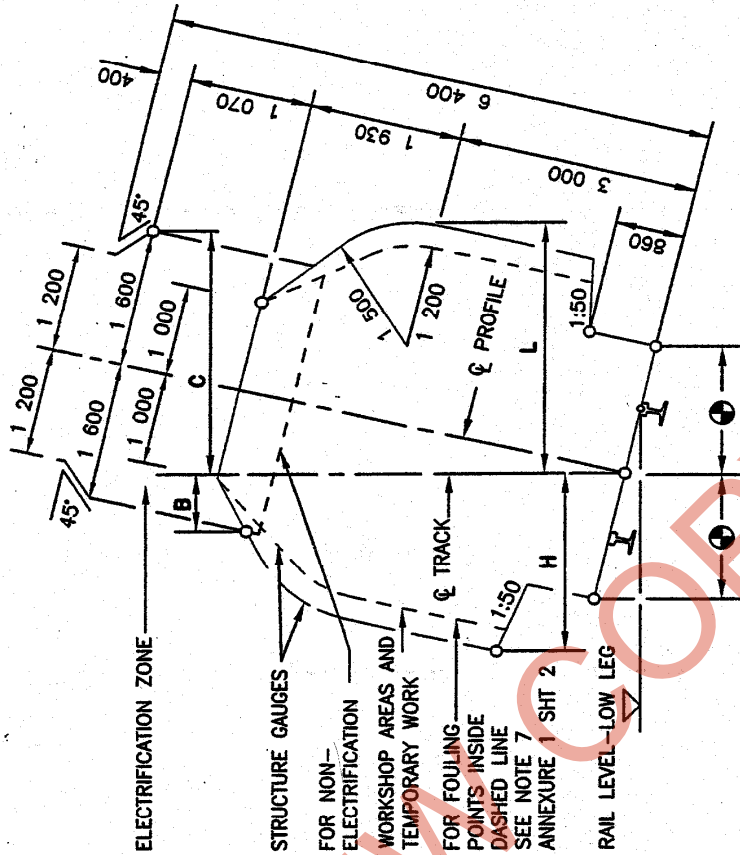 ELECTRIFICATION ZONE
STRUCTURE GAUGES
FOR NON-
ELECTRIFICATION
WORKSHOP AREAS AND
TEMPORARY WORK
FOR FOULING
POINTS INSIDE
DASHED LINE
SEE NOTE 7
ANNEXURE 1 SHT 2
RAIL LEVEL-LOW LEG
1 200
1 200
1 600
1 600
1 000
1 000
45°
45°
400
1 070
1 930
3 000
6 400
860
B
C
H
L
1 500
1 200
℄ PROFILE
℄ TRACK
1:50
1:50
W COP